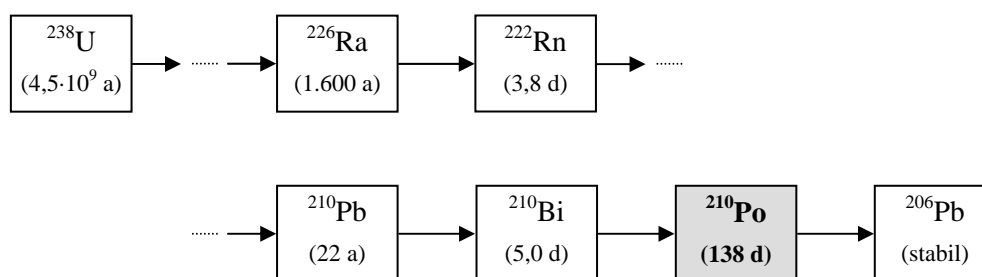 ²³⁸U
(4,5·10⁹ a)
.......
²²⁶Ra
(1.600 a)
²²²Rn
(3,8 d)
.......
.......
²¹⁰Pb
(22 a)
²¹⁰Bi
(5,0 d)
²¹⁰Po
(138 d)
²⁰⁶Pb
(stabil)